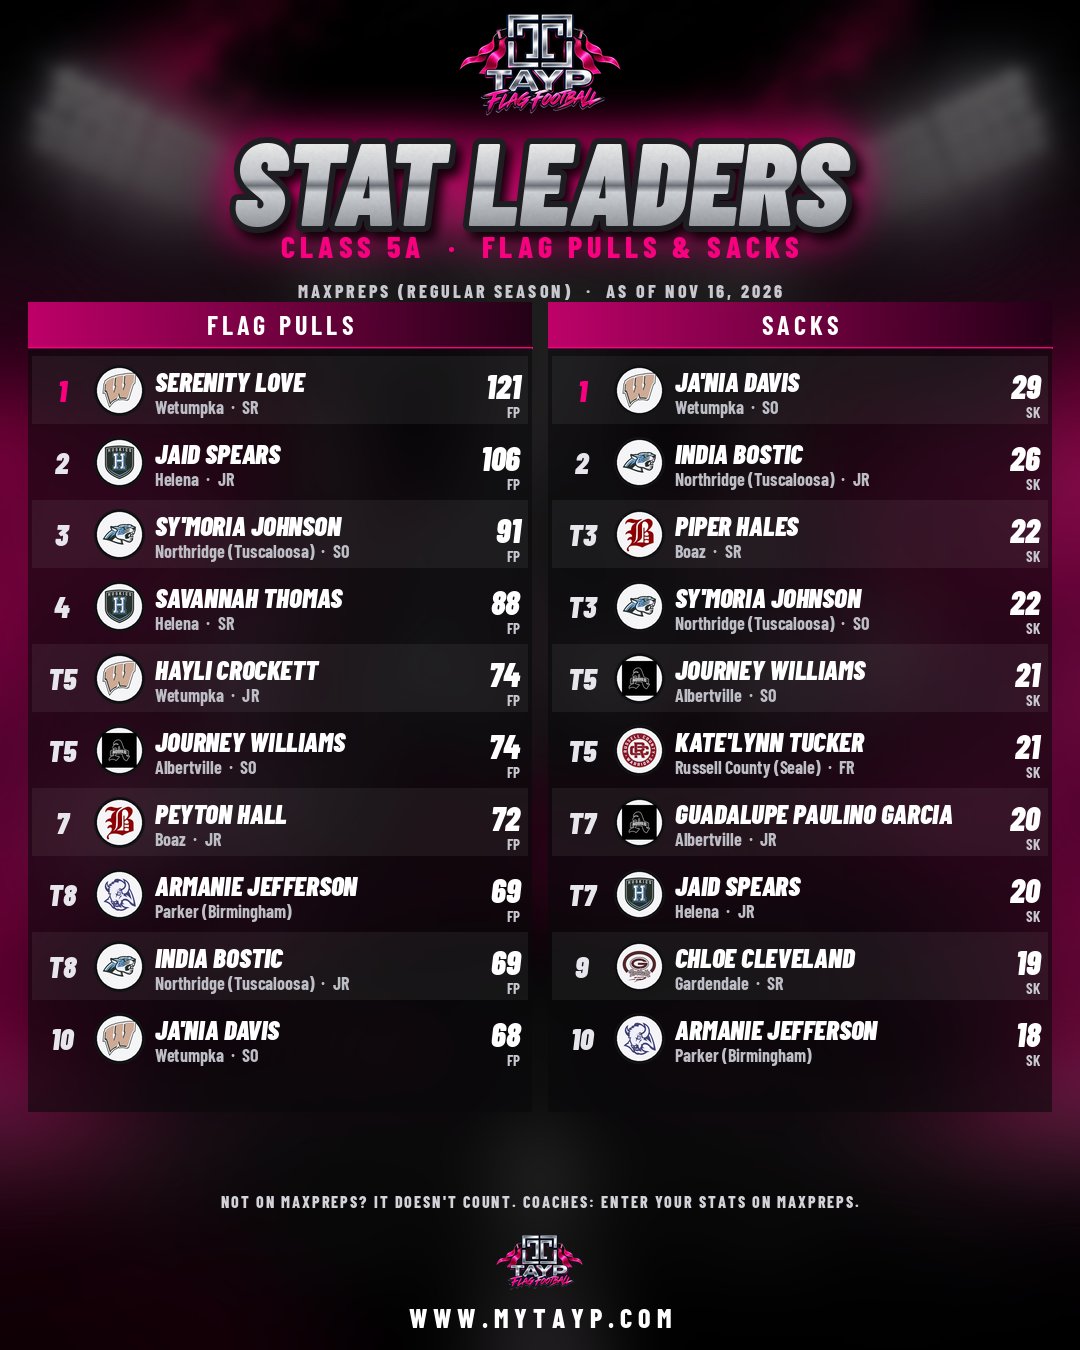 TAYP
FLAG FOOTBALL
STAT LEADERS
CLASS 5A · FLAG PULLS & SACKS
MAXPREPS (REGULAR SEASON) · AS OF NOV 16, 2026
FLAG PULLS
1 SERENITY LOVE 121
Wetumpka · SR FP
2 JAID SPEARS 106
Helena · JR FP
3 SY'MORIA JOHNSON 91
Northridge (Tuscaloosa) · SO FP
4 SAVANNAH THOMAS 88
Helena · SR FP
T5 HAYLI CROCKETT 74
Wetumpka · JR FP
T5 JOURNEY WILLIAMS 74
Albertville · SO FP
7 PEYTON HALL 72
Boaz · JR FP
T8 ARMANIE JEFFERSON 69
Parker (Birmingham) FP
T8 INDIA BOSTIC 69
Northridge (Tuscaloosa) · JR FP
10 JA'NIA DAVIS 68
Wetumpka · SO FP
SACKS
1 JA'NIA DAVIS 29
Wetumpka · SO SK
2 INDIA BOSTIC 26
Northridge (Tuscaloosa) · JR SK
T3 PIPER HALES 22
Boaz · SR SK
T3 SY'MORIA JOHNSON 22
Northridge (Tuscaloosa) · SO SK
T5 JOURNEY WILLIAMS 21
Albertville · SO SK
T5 KATE'LYNN TUCKER 21
Russell County (Seale) · FR SK
T7 GUADALUPE PAULINO GARCIA 20
Albertville · JR SK
T7 JAID SPEARS 20
Helena · JR SK
9 CHLOE CLEVELAND 19
Gardendale · SR SK
10 ARMANIE JEFFERSON 18
Parker (Birmingham) SK
NOT ON MAXPREPS? IT DOESN'T COUNT. COACHES: ENTER YOUR STATS ON MAXPREPS.
TAYP
FLAG FOOTBALL
WWW.MYTAYP.COM